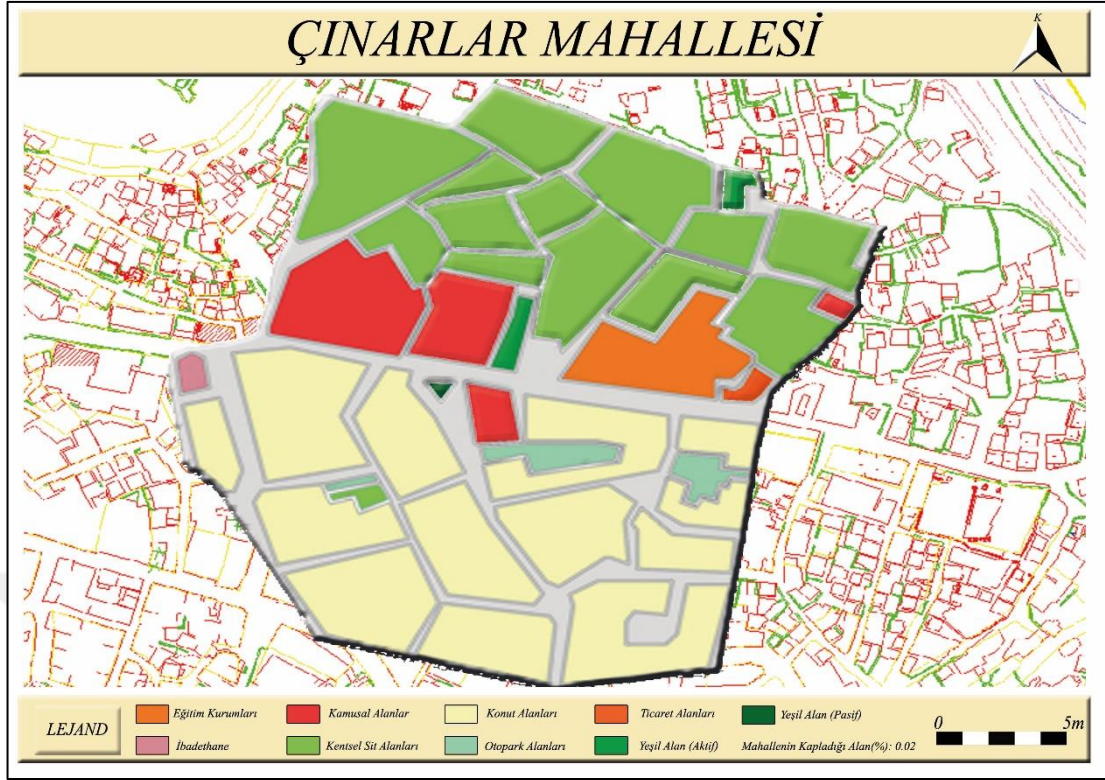 ÇINARLAR MAHALLESİ
K
LEJAND
Eğitim Kurumları
Kamusal Alanlar
Konut Alanları
Ticaret Alanları
Yeşil Alan (Pasif)
0 5m
İbadethane
Kentsel Sit Alanları
Otopark Alanları
Yeşil Alan (Aktif)
Mahallenin Kapladığı Alan(%): 0.02